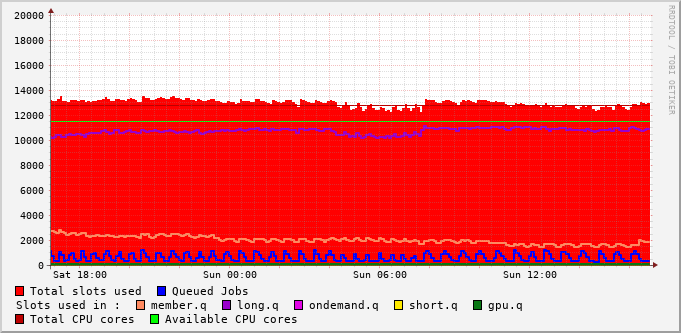 20000
18000
16000
14000
12000
10000
8000
6000
4000
2000
0
Sat 18:00 Sun 00:00 Sun 06:00 Sun 12:00
RRDTOOL / TOBI OETIKER
Total slots used Queued Jobs
Slots used in : member.q long.q ondemand.q short.q gpu.q
Total CPU cores Available CPU cores